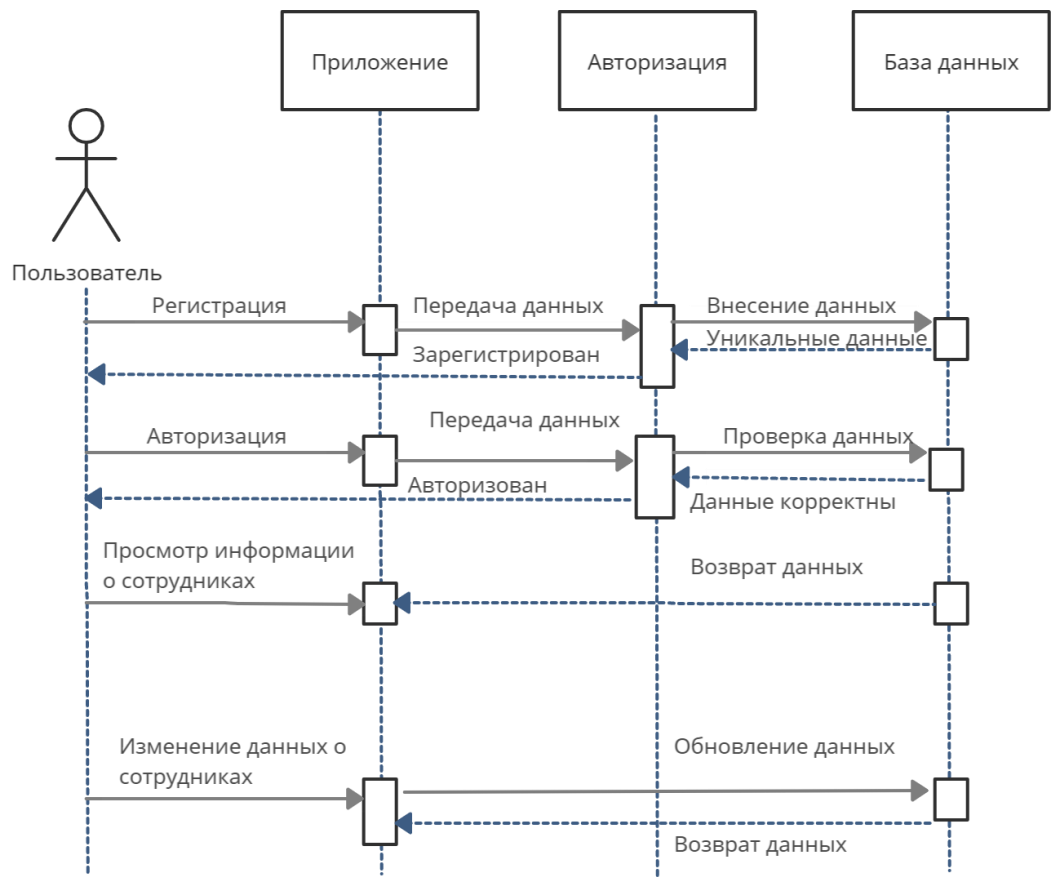 Приложение
Авторизация
База данных
Пользователь
Регистрация
Передача данных
Внесение данных
Уникальные данные
Зарегистрирован
Авторизация
Передача данных
Проверка данных
Авторизован
Данные корректны
Просмотр информации
о сотрудниках
Возврат данных
Изменение данных о
сотрудниках
Обновление данных
Возврат данных